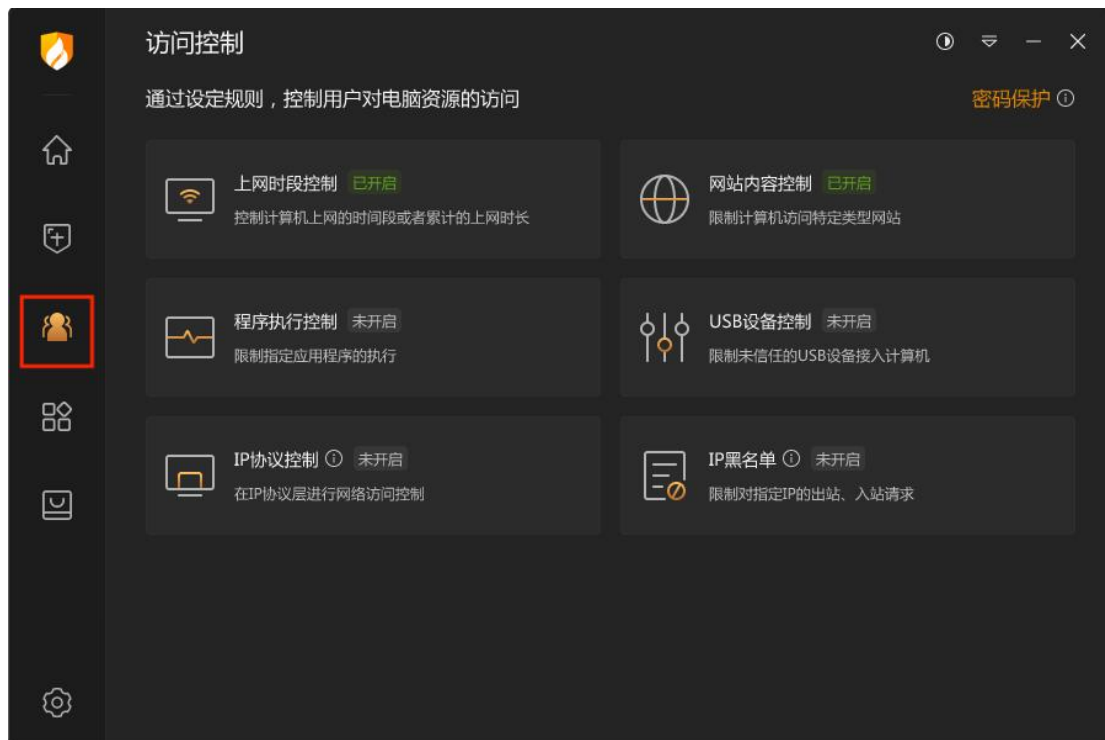 访问控制
通过设定规则，控制用户对电脑资源的访问
密码保护
上网时段控制 已开启
控制计算机上网的时间段或者累计的上网时长
网站内容控制 已开启
限制计算机访问特定类型网站
程序执行控制 未开启
限制指定应用程序的执行
USB设备控制 未开启
限制未信任的USB设备接入计算机
IP协议控制 未开启
在IP协议层进行网络访问控制
IP黑名单 未开启
限制对指定IP的出站、入站请求